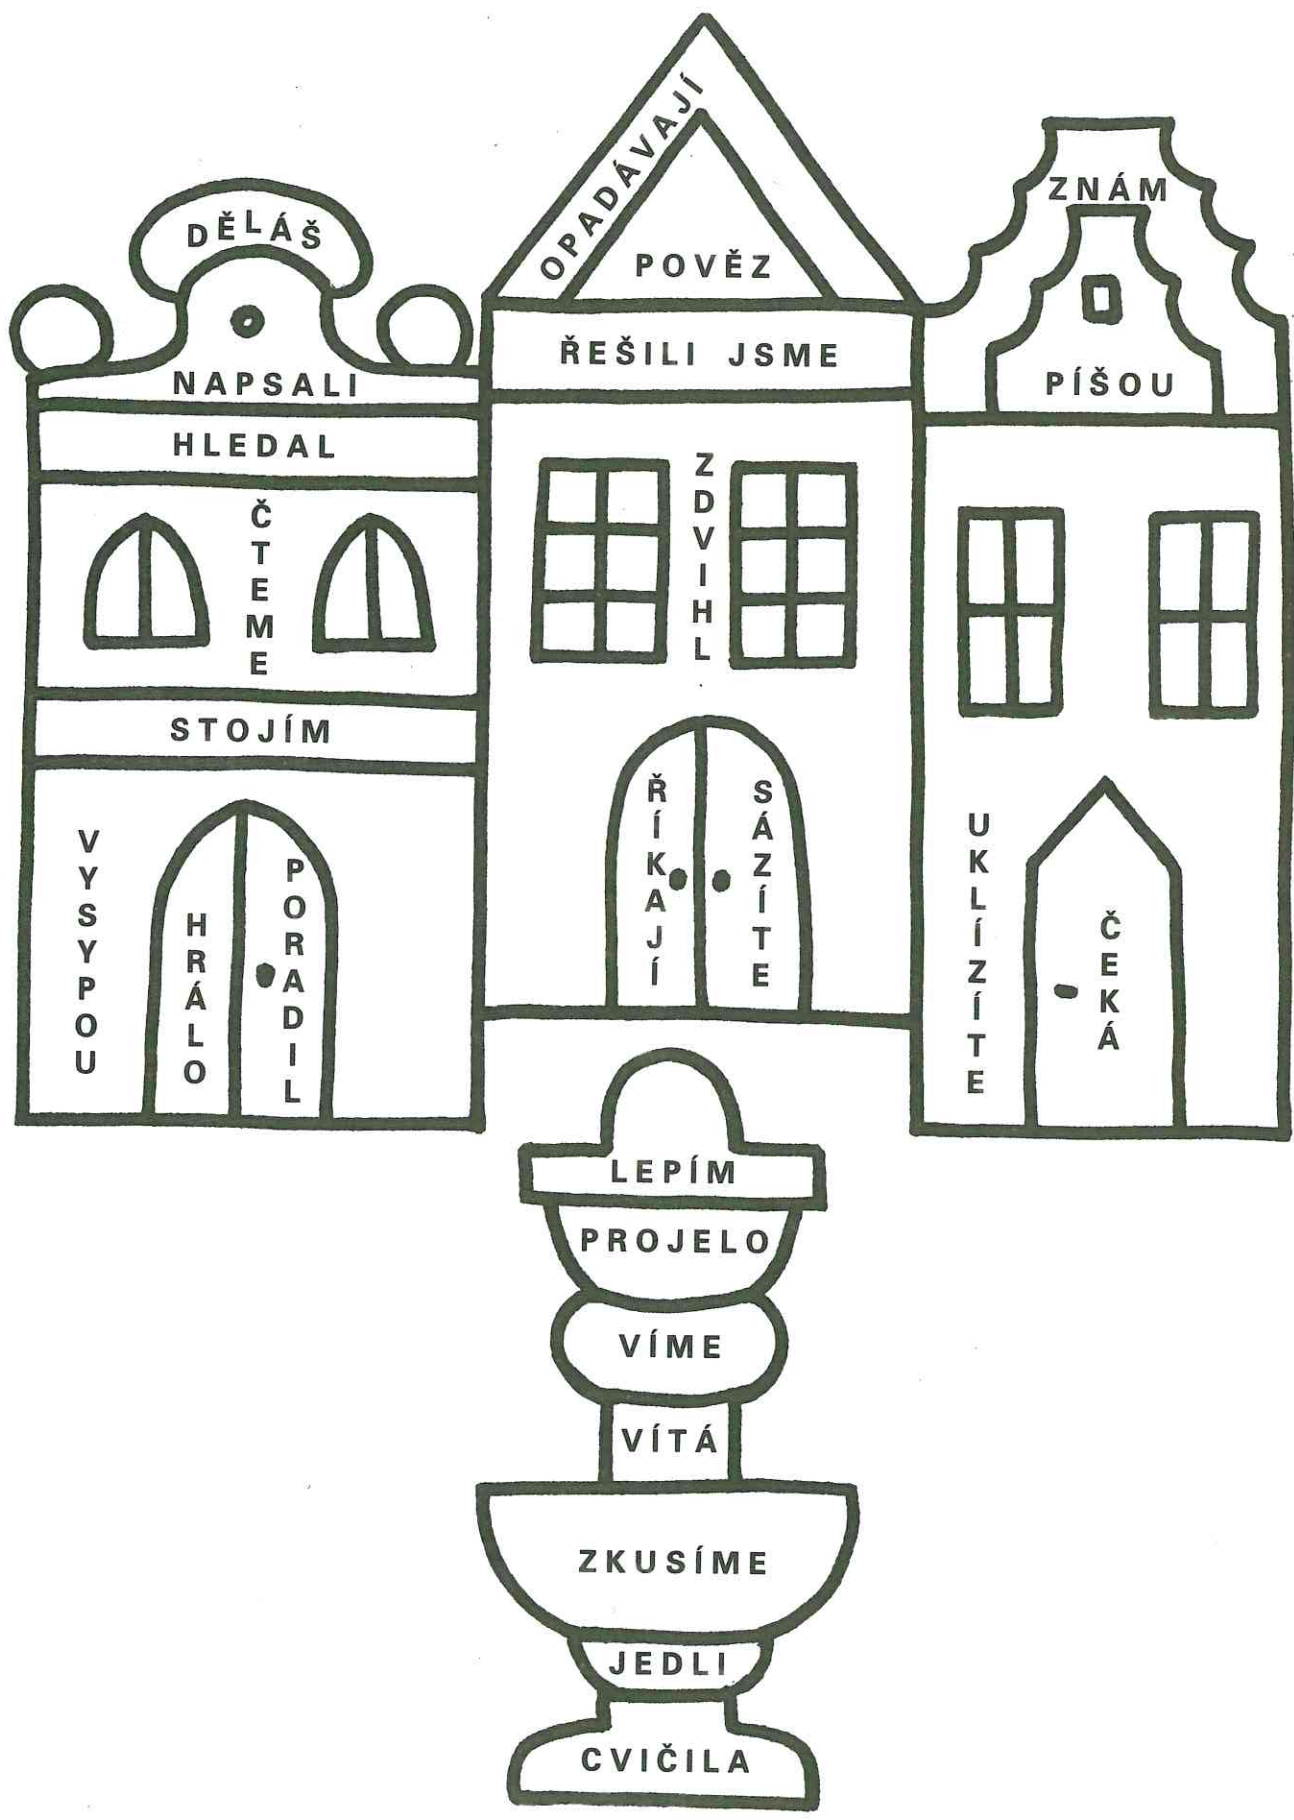 DĚLÁŠ
NAPSALI
HLEDAL
ČTEME
STOJÍM
VYSYPOU
HRÁLO
PORADIL
OPADÁVAJÍ
POVĚZ
ŘEŠILI JSME
ZDVIHL
ŘÍKAJÍ
SÁZÍTE
ZNÁM
PÍŠOU
UKLÍZÍTE
ČEKÁ
LEPÍM
PROJELO
VÍME
VÍTÁ
ZKUSÍME
JEDLI
CVIČILA